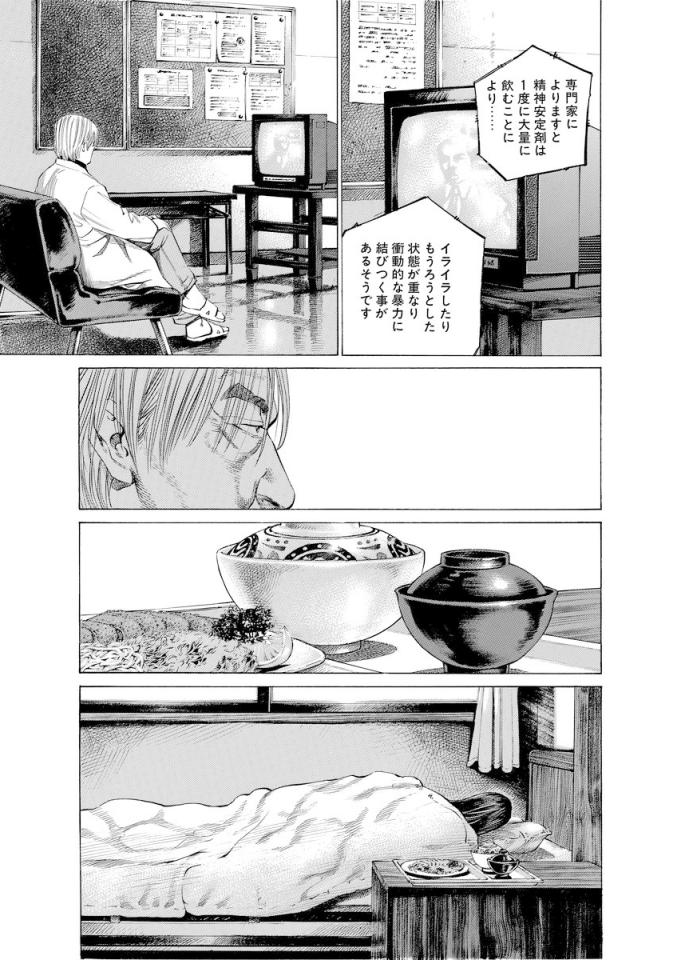 専門家に
よりますと
精神安定剤は
1度に大量に
飲むことに
より……
イライラしたり
もうろうとした
状態が重なり
衝動的な暴力に
結びつく事が
あるそうです